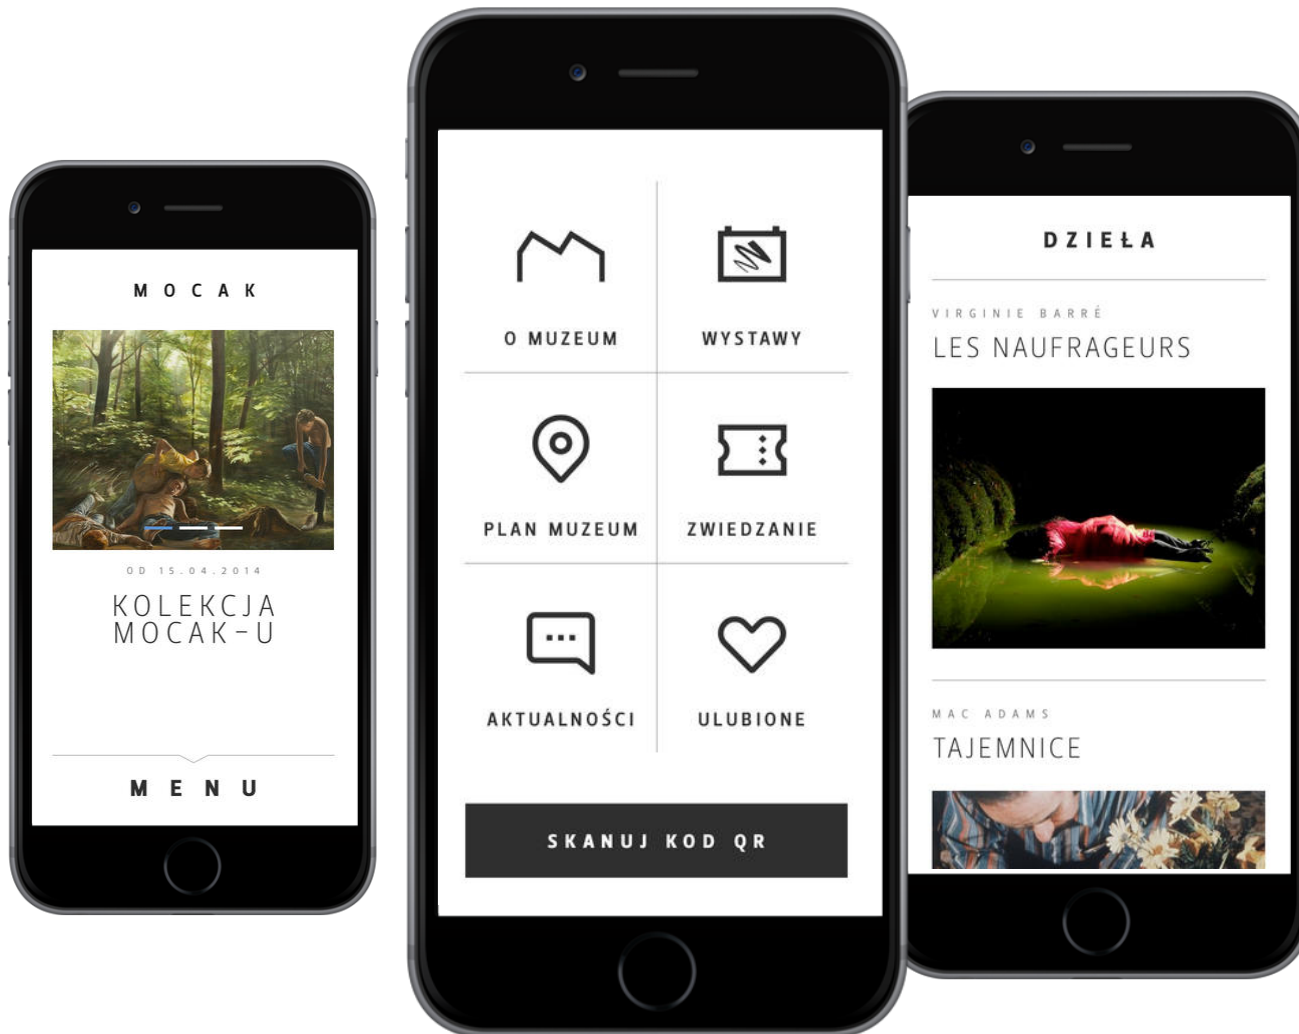 MOCAK
OD 15.04.2014
KOLEKCJA
MOCAK-U
MENU
O MUZEUM
WYSTAWY
PLAN MUZEUM
ZWIEDZANIE
AKTUALNOŚCI
ULUBIONE
SKANUJ KOD QR
DZIEŁA
VIRGINIE BARRÉ
LES NAUFRAGEURS
MAC ADAMS
TAJEMNICE